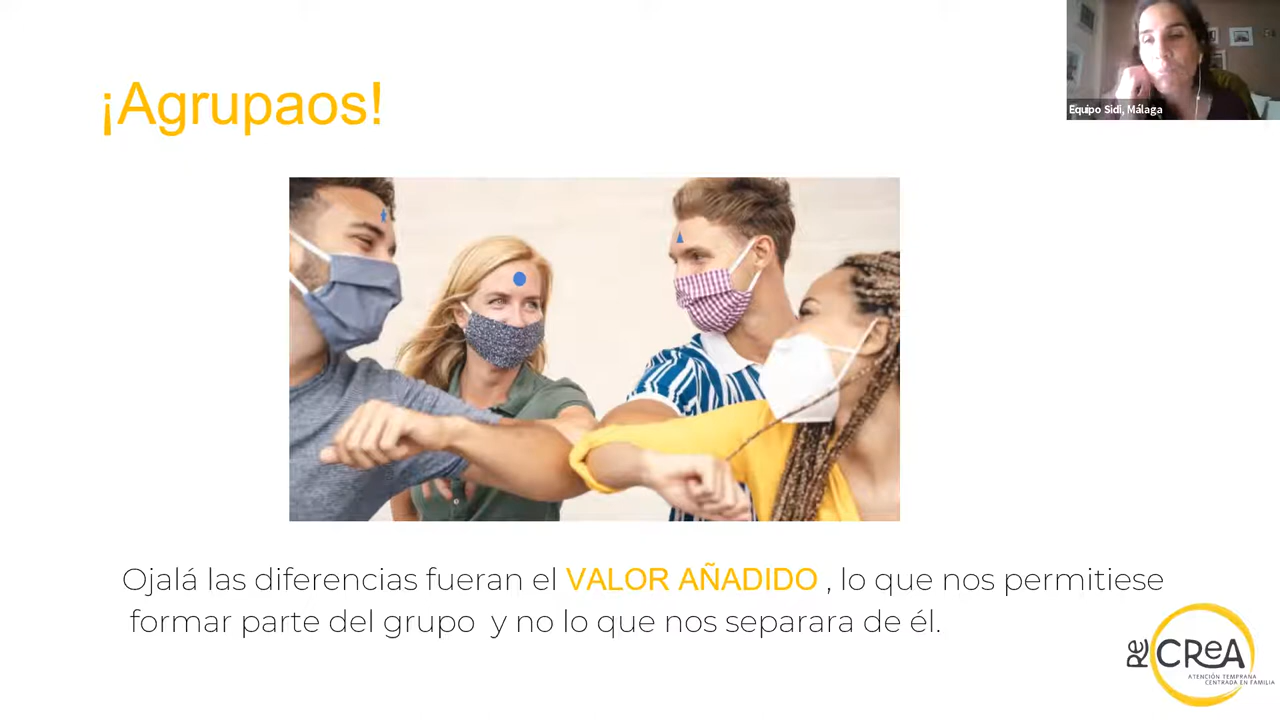 Equipo Sidi, Málaga
¡Agrupaos!
Ojalá las diferencias fueran el VALOR AÑADIDO , lo que nos permitiese
formar parte del grupo y no lo que nos separara de él.
Re CReA
ATENCIÓN TEMPRANA
CENTRADA EN FAMILIA